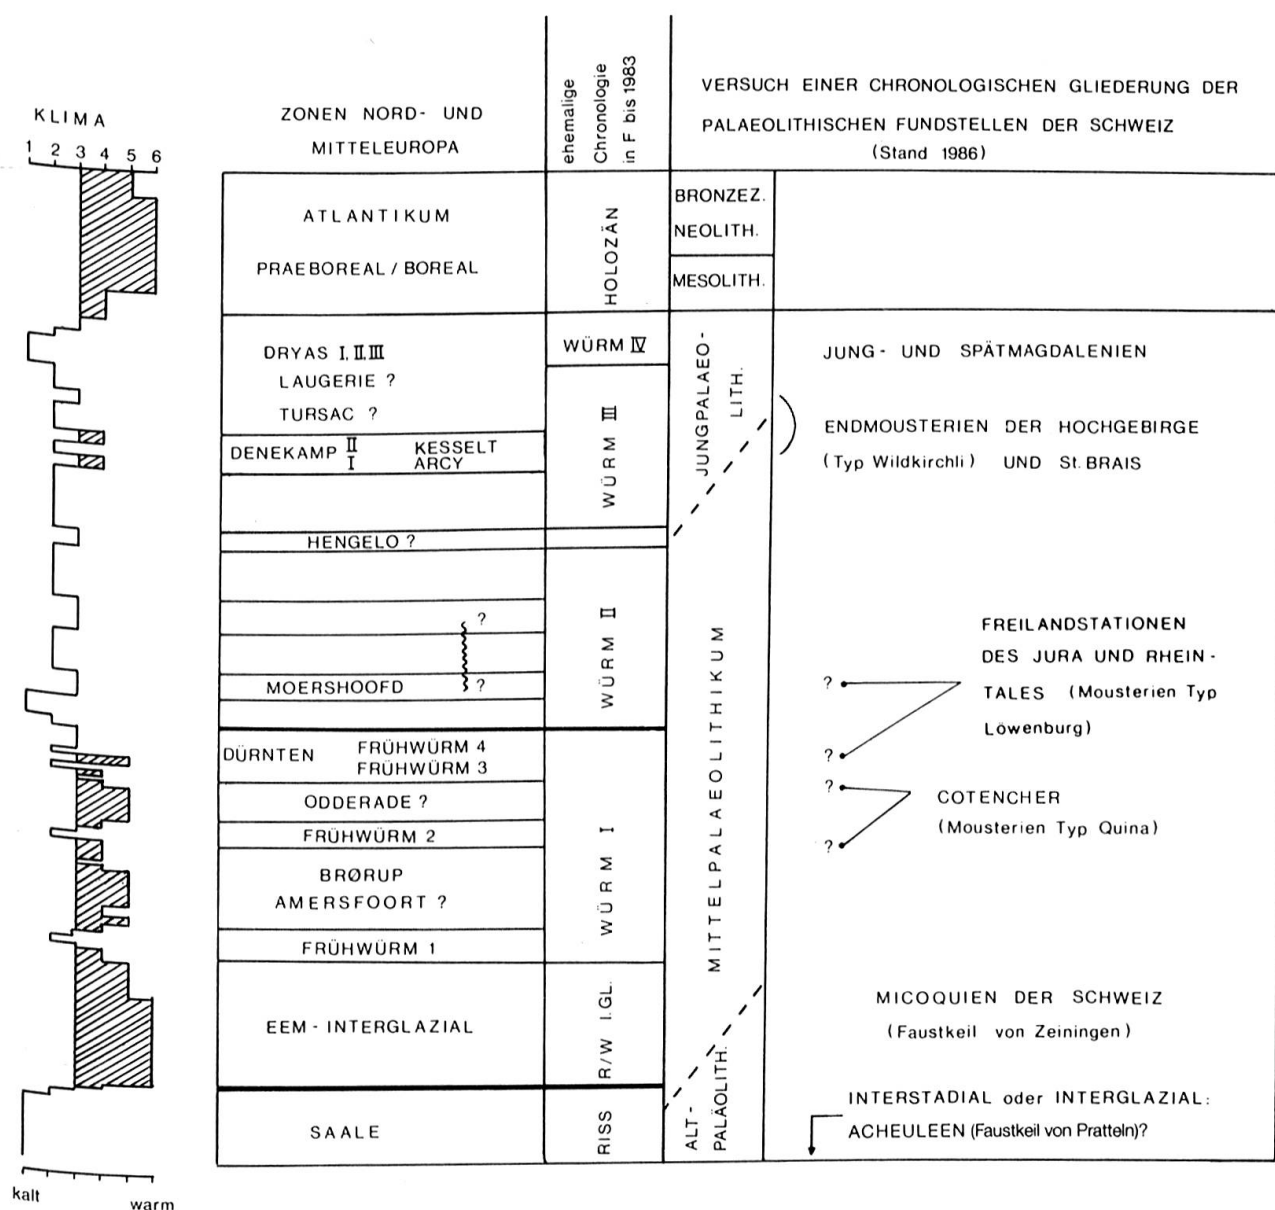 KLIMA
1 2 3 4 5 6
ZONEN NORD- UND
MITTELEUROPA
ehemalige
Chronologie
in F bis 1983
VERSUCH EINER CHRONOLOGISCHEN GLIEDERUNG DER
PALAEOLITHISCHEN FUNDSTELLEN DER SCHWEIZ
(Stand 1986)
ATLANTIKUM
PRAEBOREAL / BOREAL
HOLOZÄN
BRONZEZ.
NEOLITH.
MESOLITH.
DRYAS I, II, III
LAUGERIE ?
TURSAC ?
WÜRM IV
JUNGPALAEO-
LITH.
JUNG- UND SPÄTMAGDALENIEN
DENEKAMP II KESSELT
I ARCY
WÜRM III
ENDMOUSTERIEN DER HOCHGEBIRGE
(Typ Wildkirchli) UND St. BRAIS
HENGELO ?
?
MOERSHOOFD ?
WÜRM II
MITTELPALAEOLITHIKUM
FREILANDSTATIONEN
DES JURA UND RHEIN-
? TALES (Mousterien Typ
Löwenburg)
?
DÜRNTEN FRÜHWÜRM 4
FRÜHWÜRM 3
ODDERADE ?
FRÜHWÜRM 2
BRØRUP
AMERSFOORT ?
FRÜHWÜRM 1
WÜRM I
?
COTENCHER
(Mousterien Typ Quina)
?
EEM - INTERGLAZIAL
R/W I.GL.
MICOQUIEN DER SCHWEIZ
(Faustkeil von Zeiningen)
SAALE
RISS
ALT-
PALÄOLITH.
INTERSTADIAL oder INTERGLAZIAL:
ACHEULEEN (Faustkeil von Pratteln)?
kalt
warm